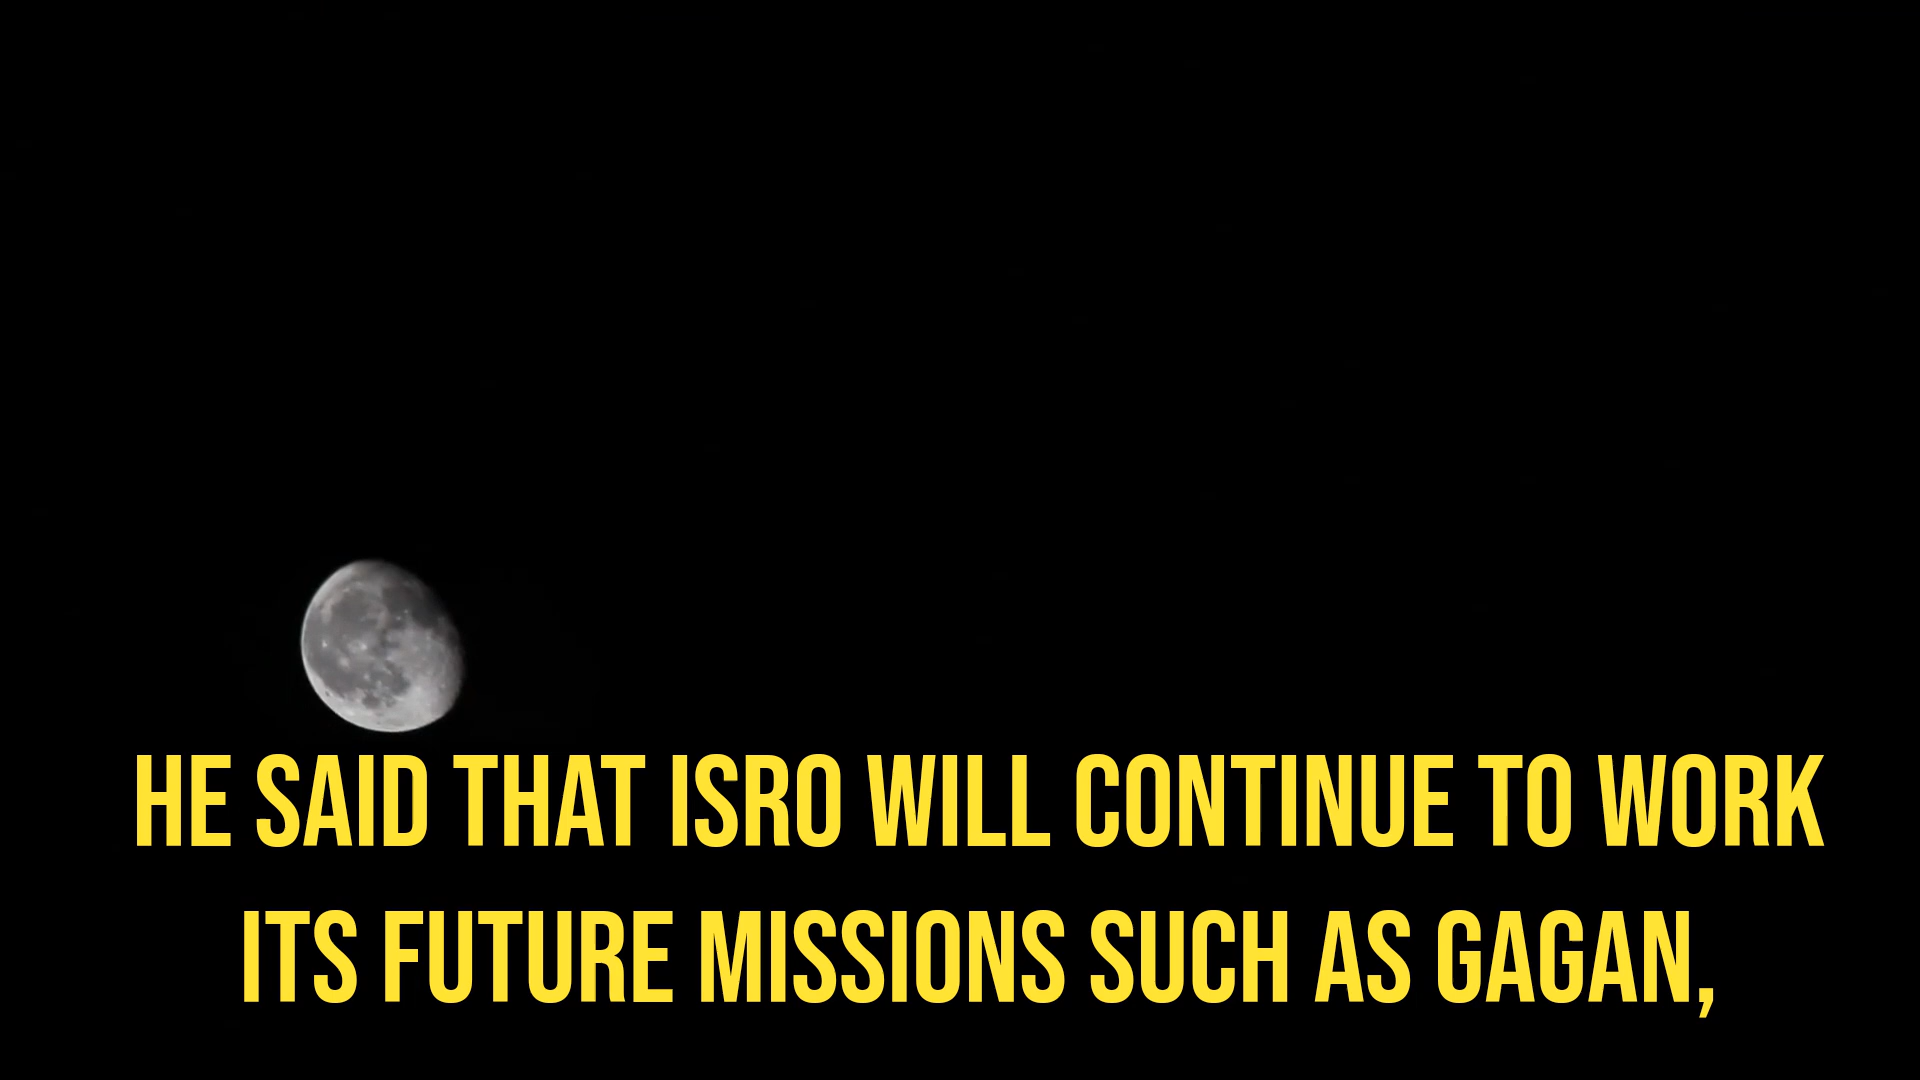 HE SAID THAT ISRO WILL CONTINUE TO WORK
ITS FUTURE MISSIONS SUCH AS GAGAN,